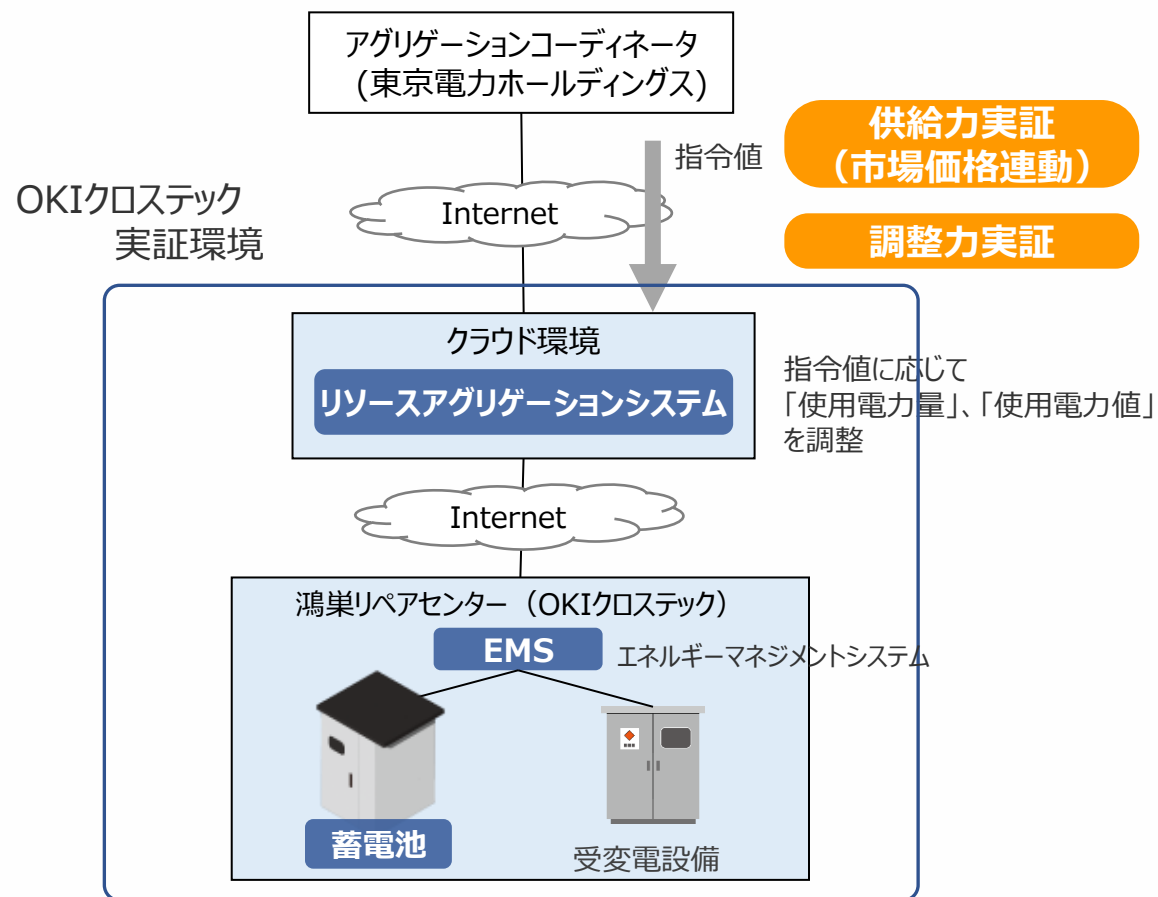 アグリゲーションコーディネータ
(東京電力ホールディングス)
供給力実証
（市場価格連動）
指令値
OKIクロステック
実証環境
Internet
調整力実証
クラウド環境
リソースアグリゲーションシステム
指令値に応じて
「使用電力量」、「使用電力値」
を調整
Internet
鴻巣リペアセンター（OKIクロステック）
EMS
エネルギーマネジメントシステム
蓄電池
受変電設備